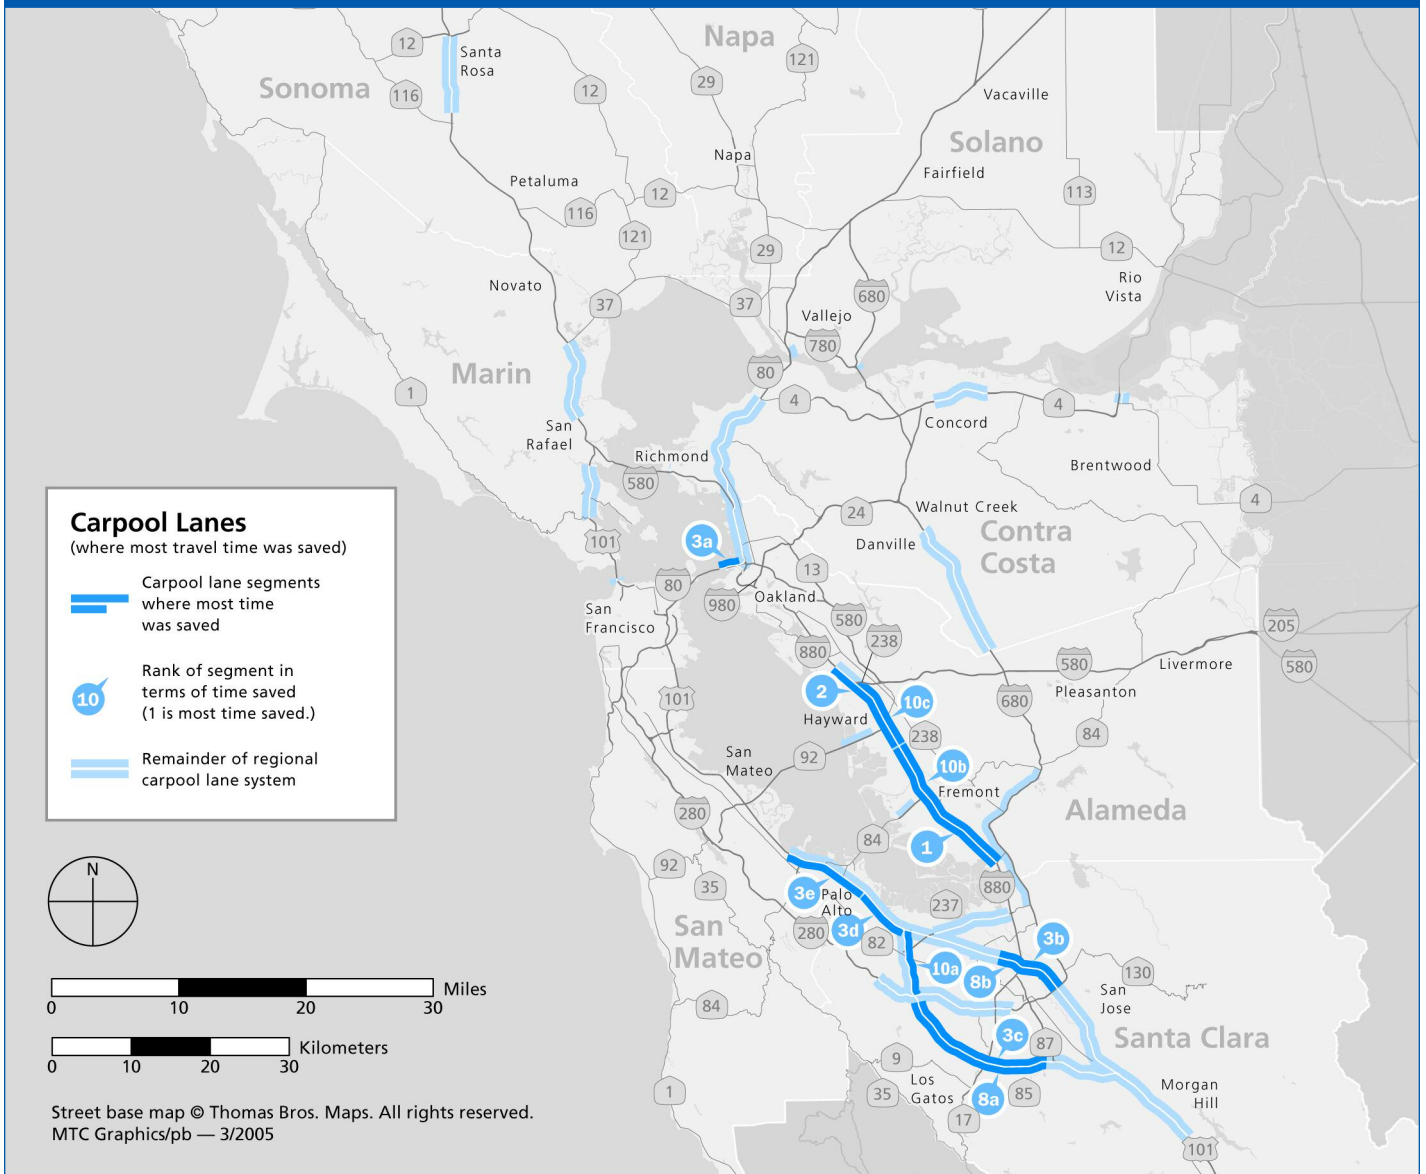 Napa
12
Santa
Rosa
121
29
Sonoma
116
12
Vacaville
Solano
Napa
Fairfield
Petaluma
12
113
116
121
29
12
Rio
Vista
Novato
37
37
680
Vallejo
780
80
Marin
1
4
4
Concord
San
Rafael
Richmond
580
Brentwood
4
Walnut Creek
24
Contra
Costa
Danville
101
3a
13
80
980
Oakland
San
Francisco
580
238
205
880
580
580
Livermore
Pleasanton
2
101
10c
680
Hayward
238
84
San
Mateo
92
10b
Fremont
280
Alameda
84
1
92
35
880
3e
Palo
Alto
237
San
Mateo
280
3d
82
3b
10a
8b
130
San
Jose
84
3c
87
Santa Clara
9
Los
Gatos
35
8a
85
Morgan
Hill
1
17
101
Carpool Lanes
(where most travel time was saved)
Carpool lane segments
where most time
was saved
10
Rank of segment in
terms of time saved
(1 is most time saved.)
Remainder of regional
carpool lane system
N
Miles
0 10 20 30
Kilometers
0 10 20 30
Street base map © Thomas Bros. Maps. All rights reserved.
MTC Graphics/pb — 3/2005